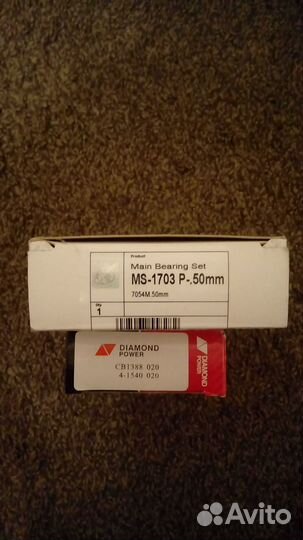 Product
Main Bearing Set
MS-1703 P-.50mm
7054M.50mm
Qty
1
DIAMOND
POWER
CB1388 020
4-1540 020
DIAMOND
POWER
Avito